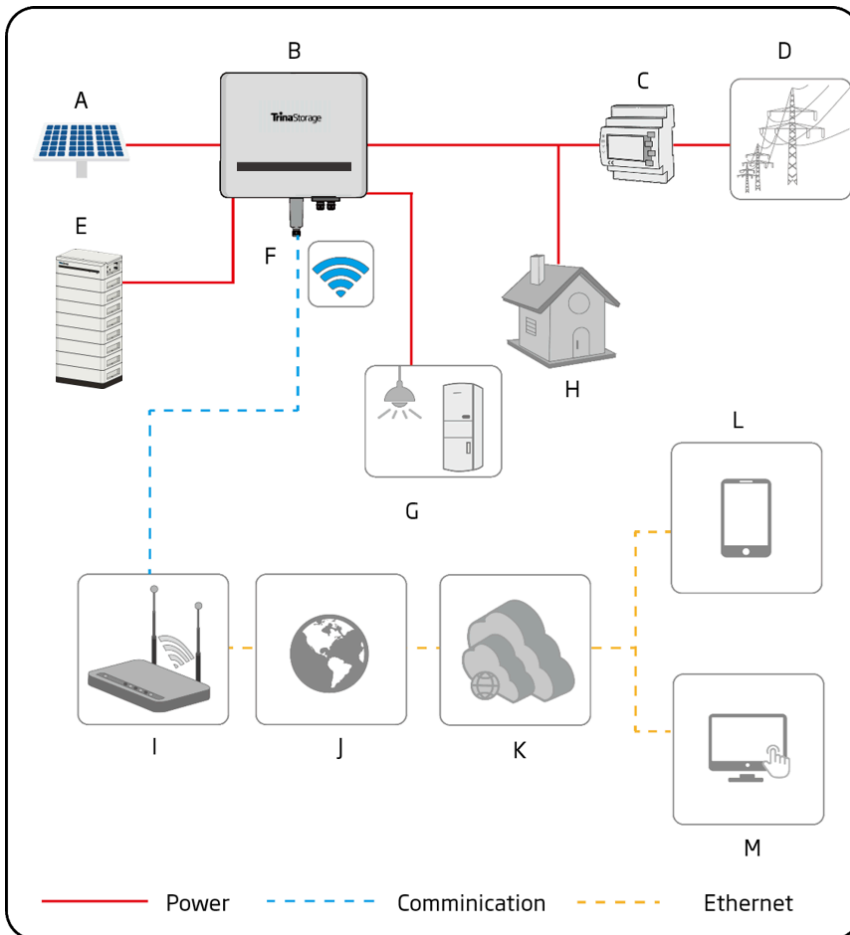 B
D
C
A
TrinaStorage
E
F
H
L
G
I
J
K
M
Power
Comminication
Ethernet